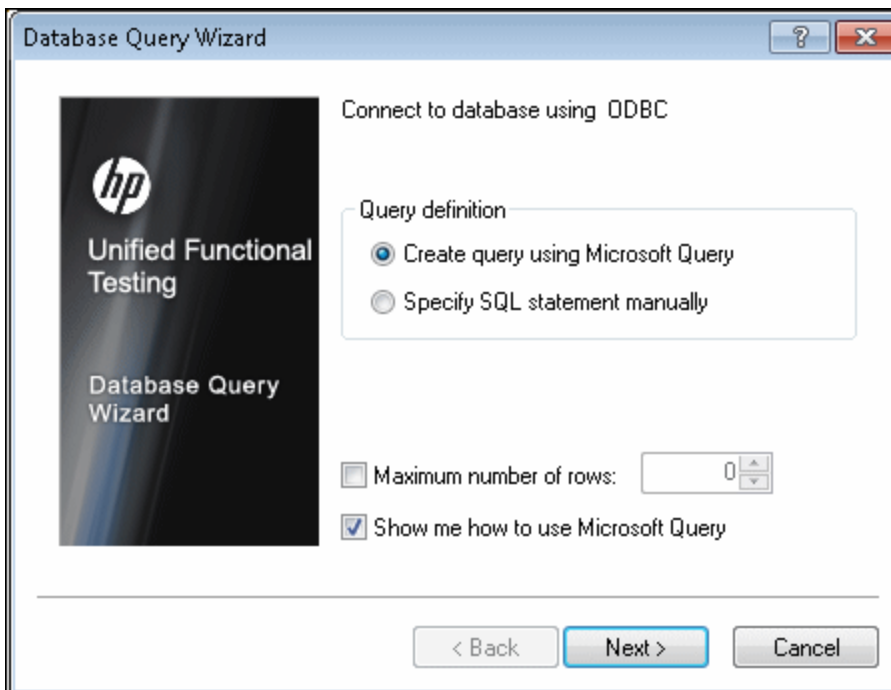 Database Query Wizard
?
Connect to database using ODBC
hp
Unified Functional
Testing
Database Query
Wizard
Query definition
Create query using Microsoft Query
Specify SQL statement manually
Maximum number of rows: 0
Show me how to use Microsoft Query
< Back Next > Cancel